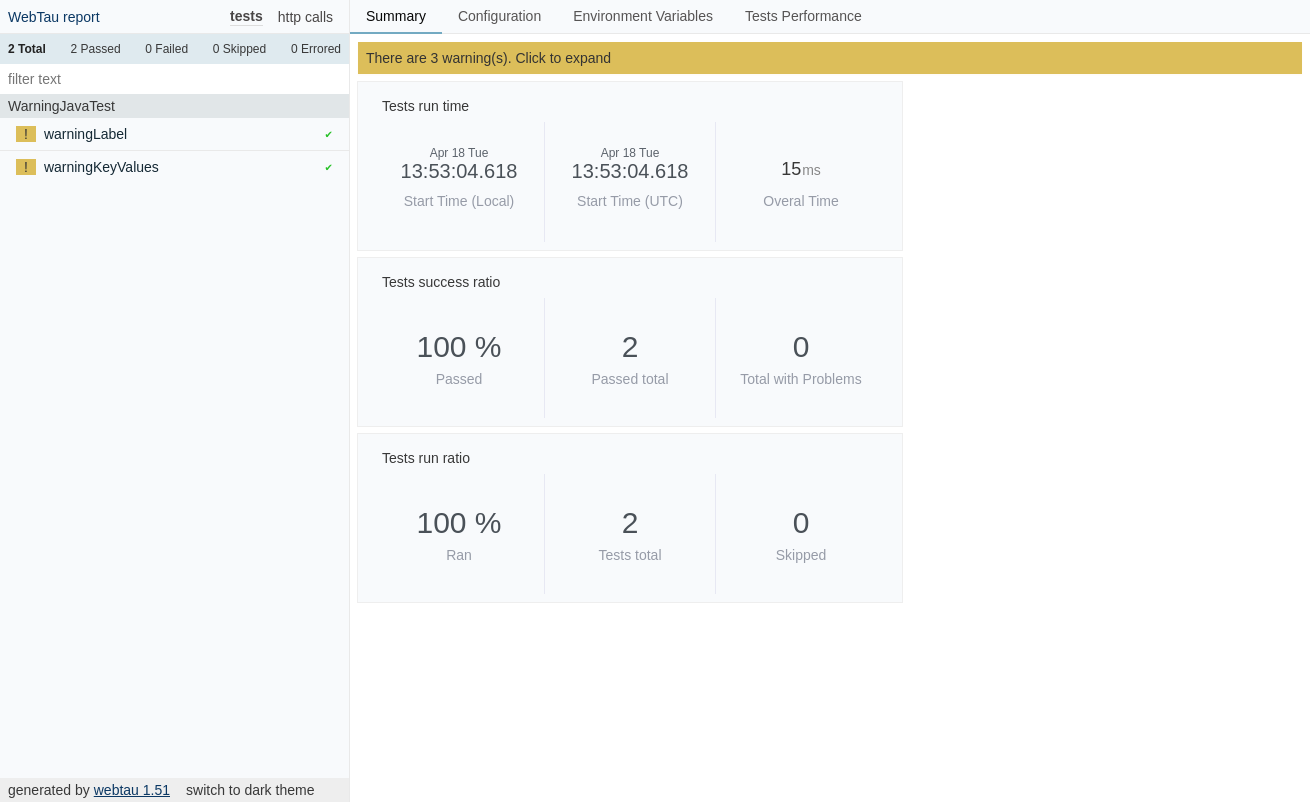 WebTau report tests http calls
2 Total 2 Passed 0 Failed 0 Skipped 0 Errored
filter text
WarningJavaTest
! warningLabel ✔
! warningKeyValues ✔
generated by webtau 1.51 switch to dark theme
Summary Configuration Environment Variables Tests Performance
There are 3 warning(s). Click to expand
Tests run time
Apr 18 Tue Apr 18 Tue
13:53:04.618 13:53:04.618 15 ms
Start Time (Local) Start Time (UTC) Overal Time
Tests success ratio
100 % 2 0
Passed Passed total Total with Problems
Tests run ratio
100 % 2 0
Ran Tests total Skipped